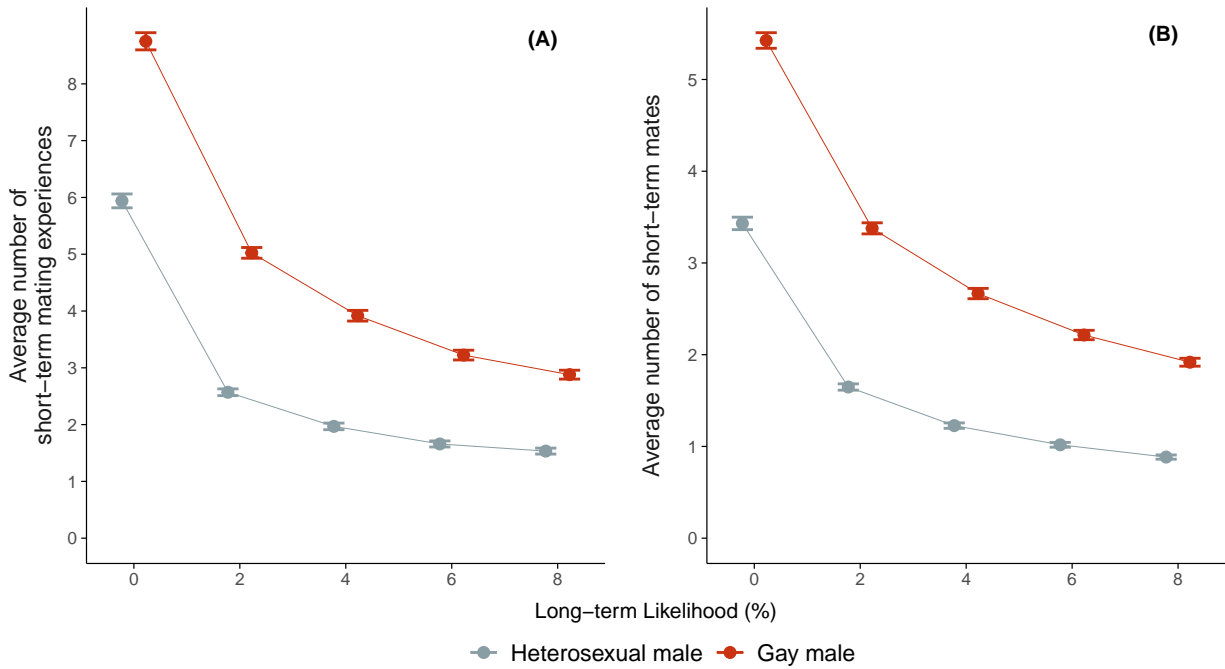 (A)
Average number of
short−term mating experiences
8
7
6
5
4
3
2
1
0
0 2 4 6 8
(B)
Average number of short−term mates
5
4
3
2
1
0
0 2 4 6 8
Long−term Likelihood (%)
Heterosexual male Gay male